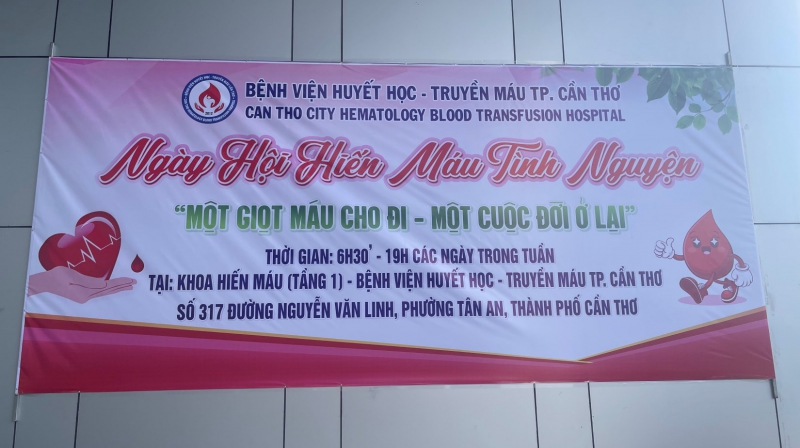 BỆNH VIỆN HUYẾT HỌC - TRUYỀN MÁU TP. CẦN THƠ
CAN THO CITY HEMATOLOGY BLOOD TRANSFUSION HOSPITAL
Ngày Hội Hiến Máu Tình Nguyện
“MỘT GIỌT MÁU CHO ĐI – MỘT CUỘC ĐỜI Ở LẠI”
THỜI GIAN: 6H30' - 19H CÁC NGÀY TRONG TUẦN
TẠI: KHOA HIẾN MÁU (TẦNG 1) - BỆNH VIỆN HUYẾT HỌC - TRUYỀN MÁU TP. CẦN THƠ
SỐ 317 ĐƯỜNG NGUYỄN VĂN LINH, PHƯỜNG TÂN AN, THÀNH PHỐ CẦN THƠ